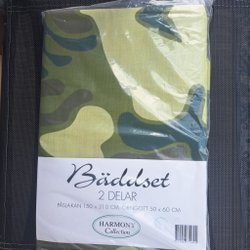 Bäddset
2 DELAR
PÅSLAKAN 150 x 210 CM, ÖRNGOTT 50 x 60 CM
HARMONY
Collection